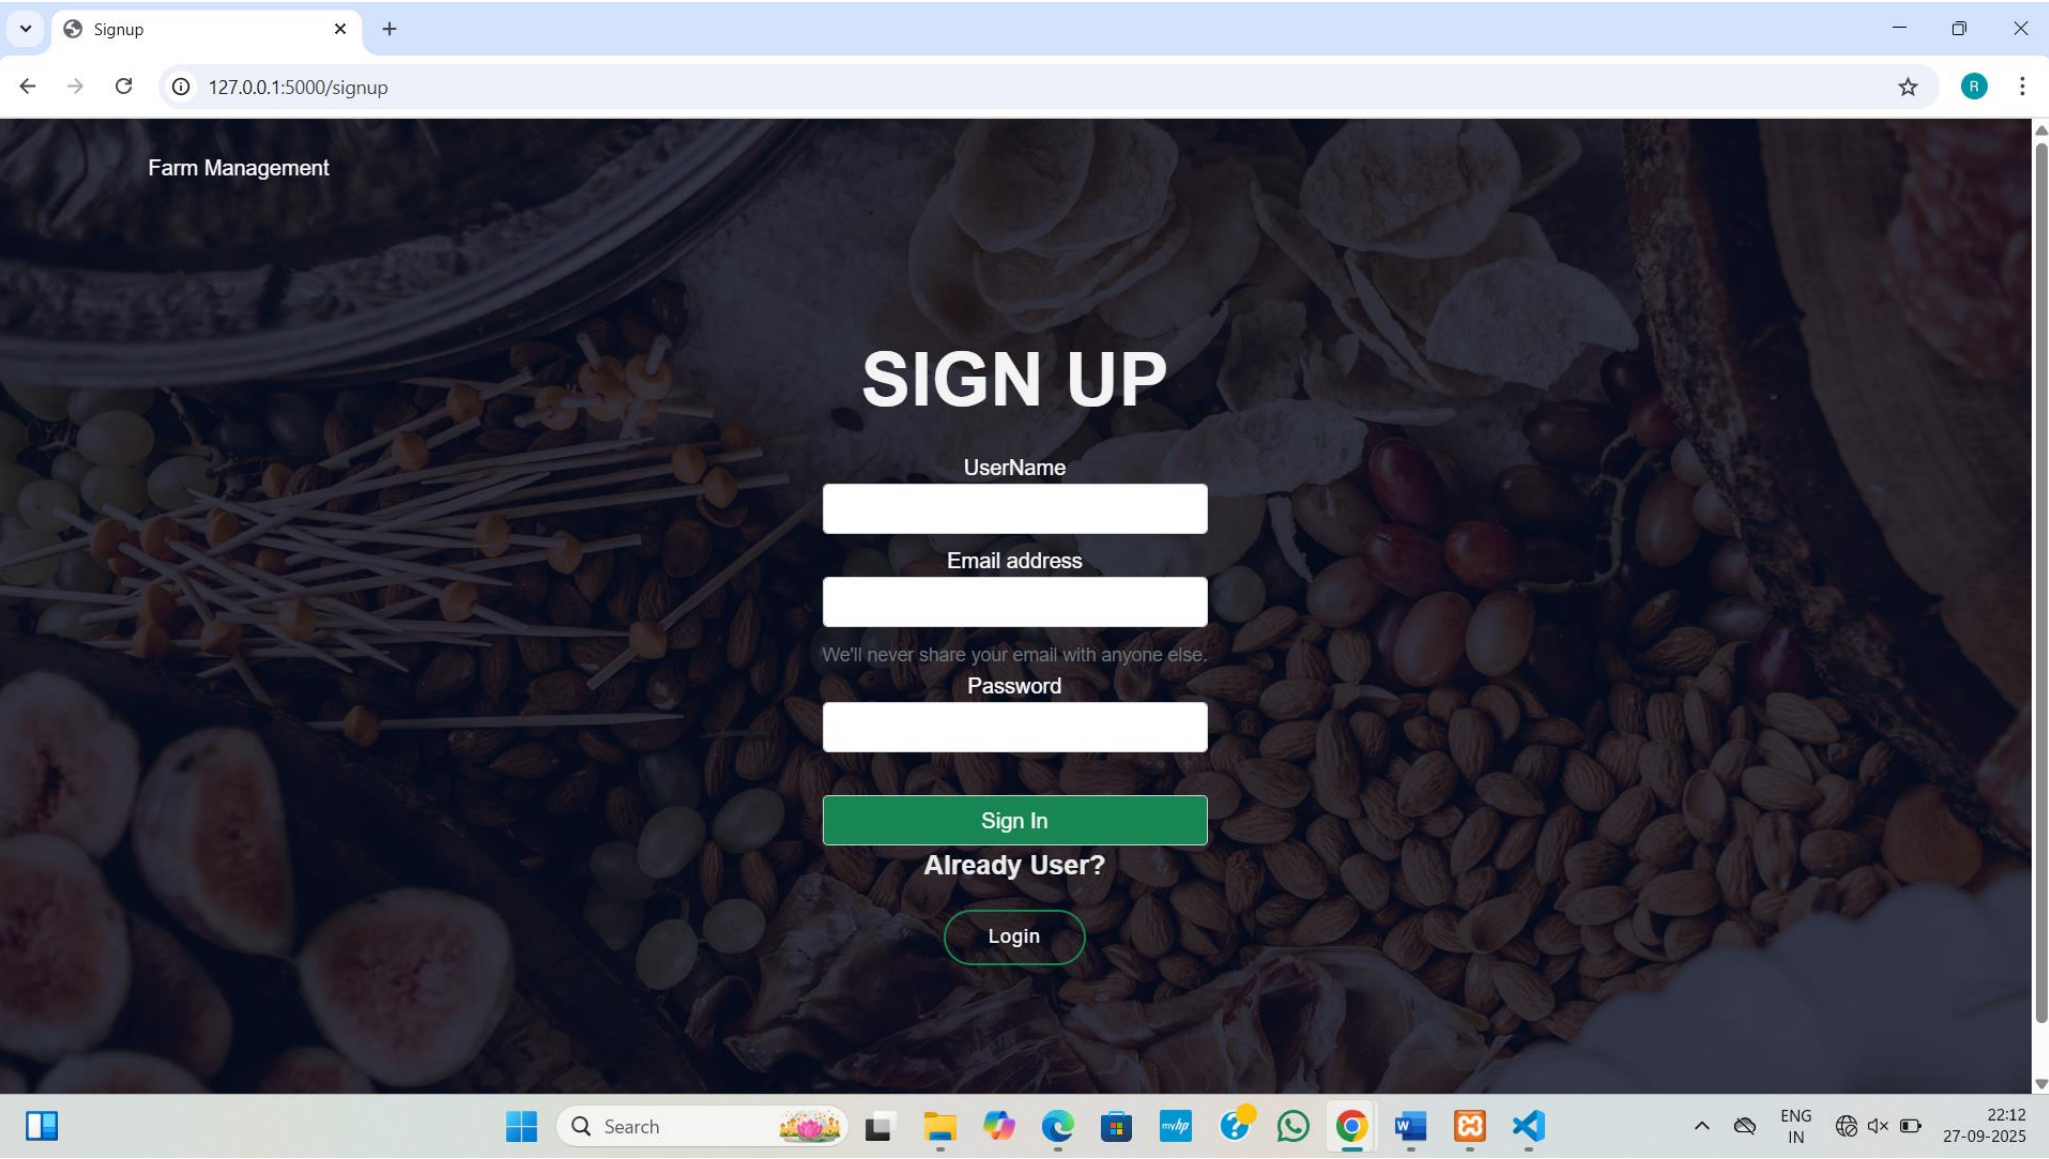 Signup
127.0.0.1:5000/signup
R
Farm Management
SIGN UP
UserName
Email address
We'll never share your email with anyone else.
Password
Sign In
Already User?
Login
Search
myhp
W
ENG
IN
22:12
27-09-2025